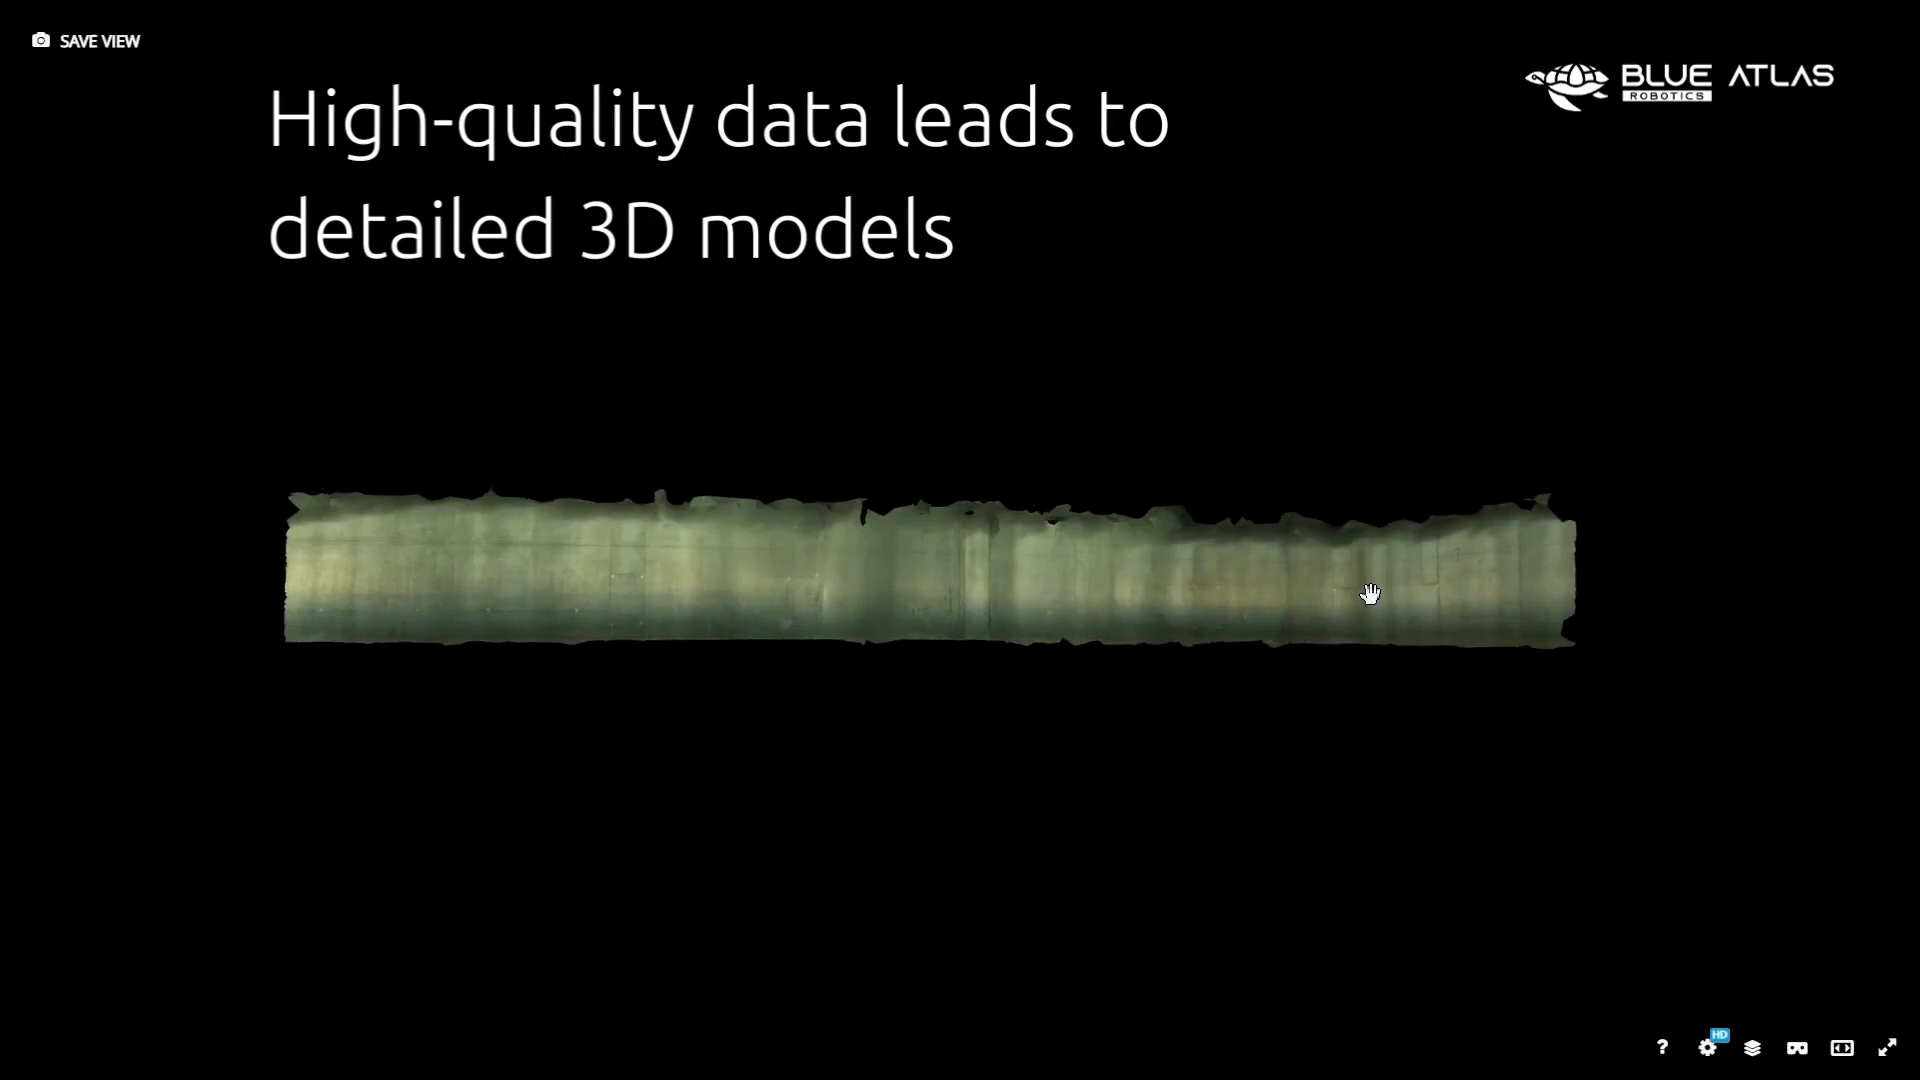 SAVE VIEW
High-quality data leads to
detailed 3D models
BLUE ATLAS
ROBOTICS
HD
?